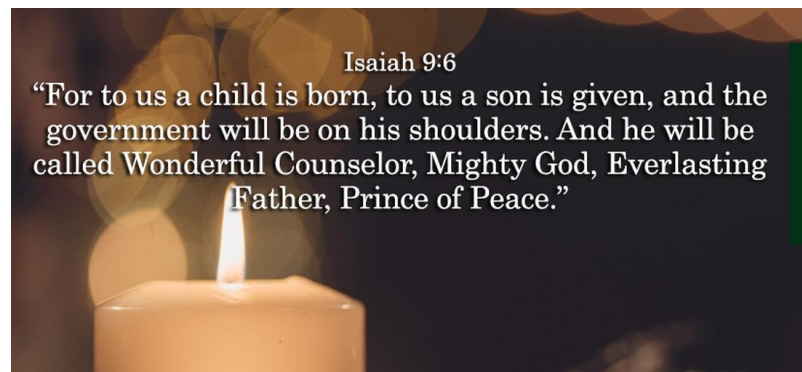 Isaiah 9:6
“For to us a child is born, to us a son is given, and the
government will be on his shoulders. And he will be
called Wonderful Counselor, Mighty God, Everlasting
Father, Prince of Peace.”